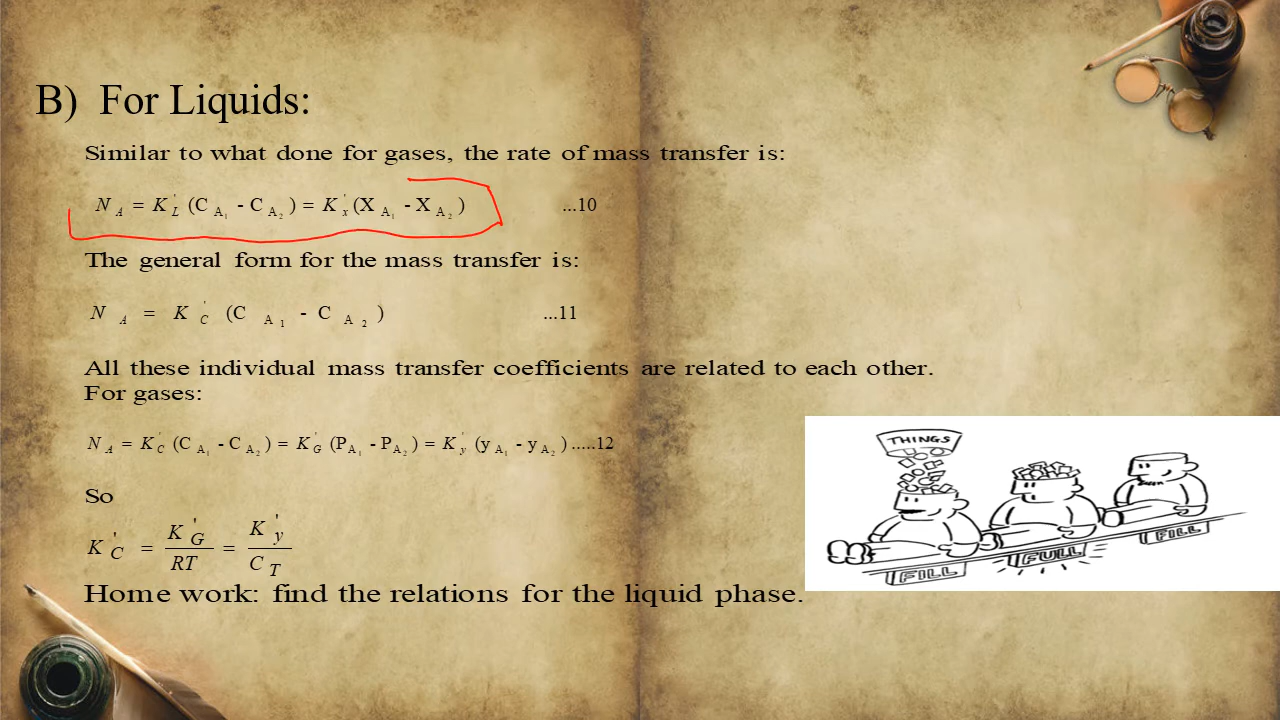 B) For Liquids:
Similar to what done for gases, the rate of mass transfer is:
N_A = K'_L (C_A₁ - C_A₂) = K'_x (X_A₁ - X_A₂) ...10
The general form for the mass transfer is:
N_A = K'_C (C_A₁ - C_A₂) ...11
All these individual mass transfer coefficients are related to each other.
For gases:
N_A = K'_C (C_A₁ - C_A₂) = K'_G (P_A₁ - P_A₂) = K'_y (y_A₁ - y_A₂) .....12
So
K'_C = K'_G / RT = K'_y / C_T
Home work: find the relations for the liquid phase.
THINGS
FILL
FULL
FILL